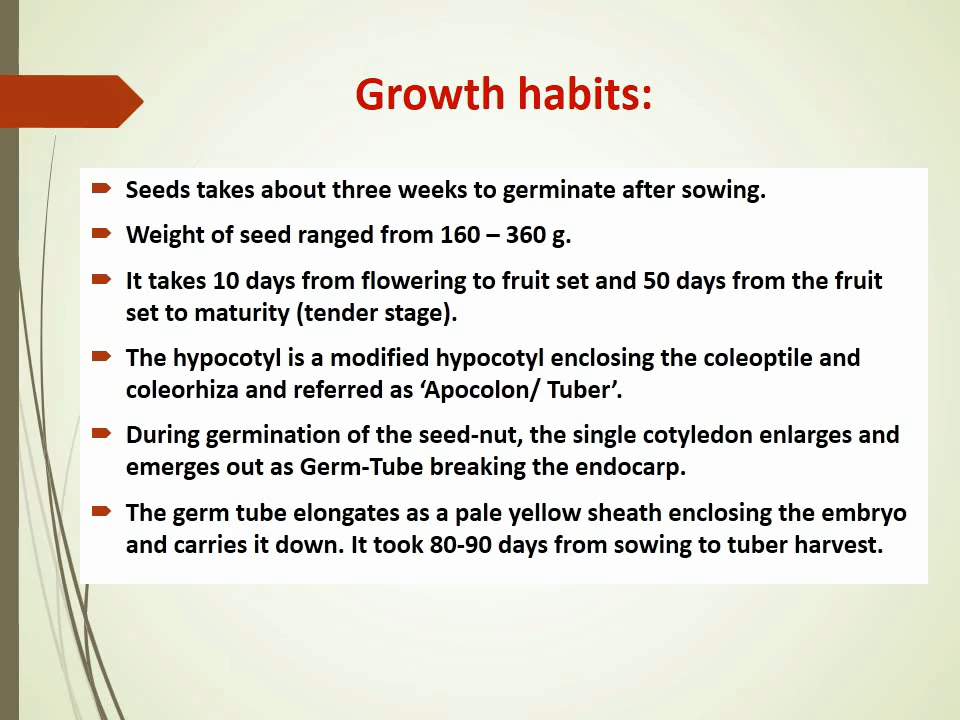 Growth habits:
Seeds takes about three weeks to germinate after sowing.
Weight of seed ranged from 160 – 360 g.
It takes 10 days from flowering to fruit set and 50 days from the fruit
set to maturity (tender stage).
The hypocotyl is a modified hypocotyl enclosing the coleoptile and
coleorhiza and referred as ‘Apocolon/ Tuber’.
During germination of the seed-nut, the single cotyledon enlarges and
emerges out as Germ-Tube breaking the endocarp.
The germ tube elongates as a pale yellow sheath enclosing the embryo
and carries it down. It took 80-90 days from sowing to tuber harvest.